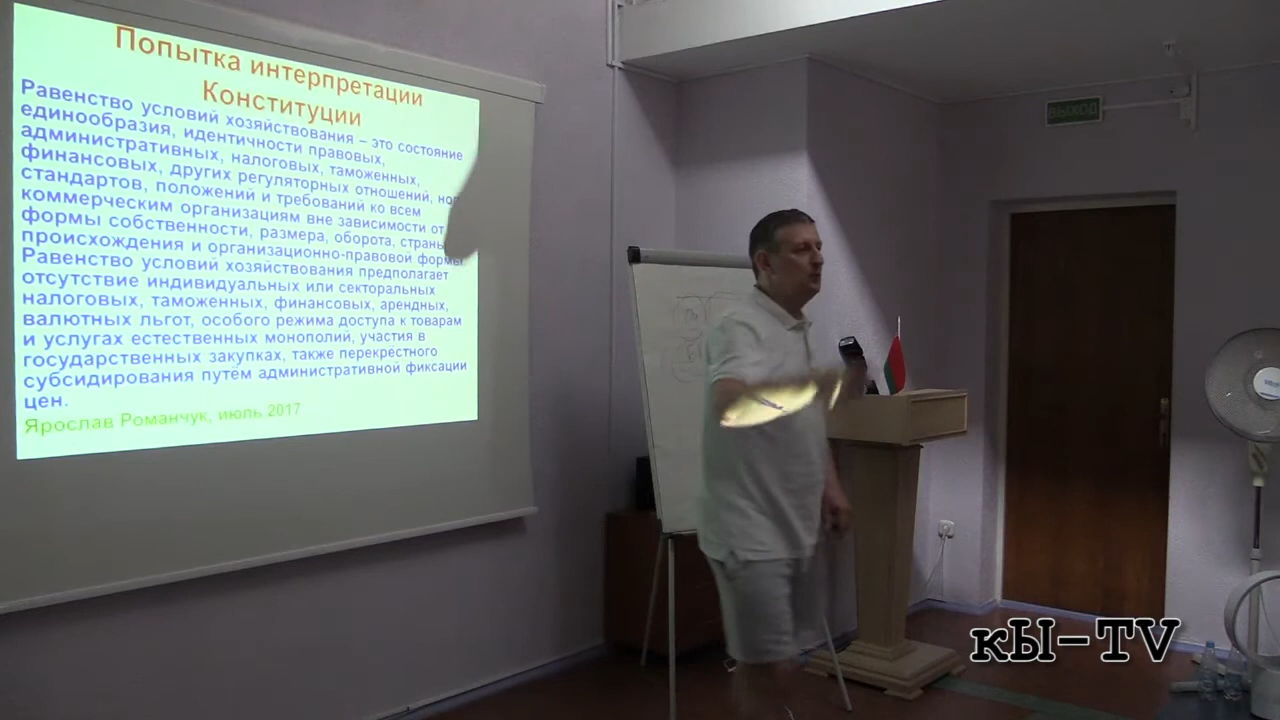 Попытка интерпретации
Конституции
Равенство условий хозяйствования – это состояние
единообразия, идентичности правовых,
административных, налоговых, таможенных,
финансовых, других регуляторных отношений,
стандартов, положений и требований ко всем
коммерческим организациям вне зависимости от
формы собственности, размера, оборота, страны
происхождения и организационно-правовой формы.
Равенство условий хозяйствования предполагает
отсутствие индивидуальных или секторальных
налоговых, таможенных, финансовых, арендных,
валютных льгот, особого режима доступа к товарам
и услугах естественных монополий, участия в
государственных закупках, также перекрёстного
субсидирования путём административной фиксации
цен.
Ярослав Романчук, июль 2017
ВЫХОД
кЫ-TV